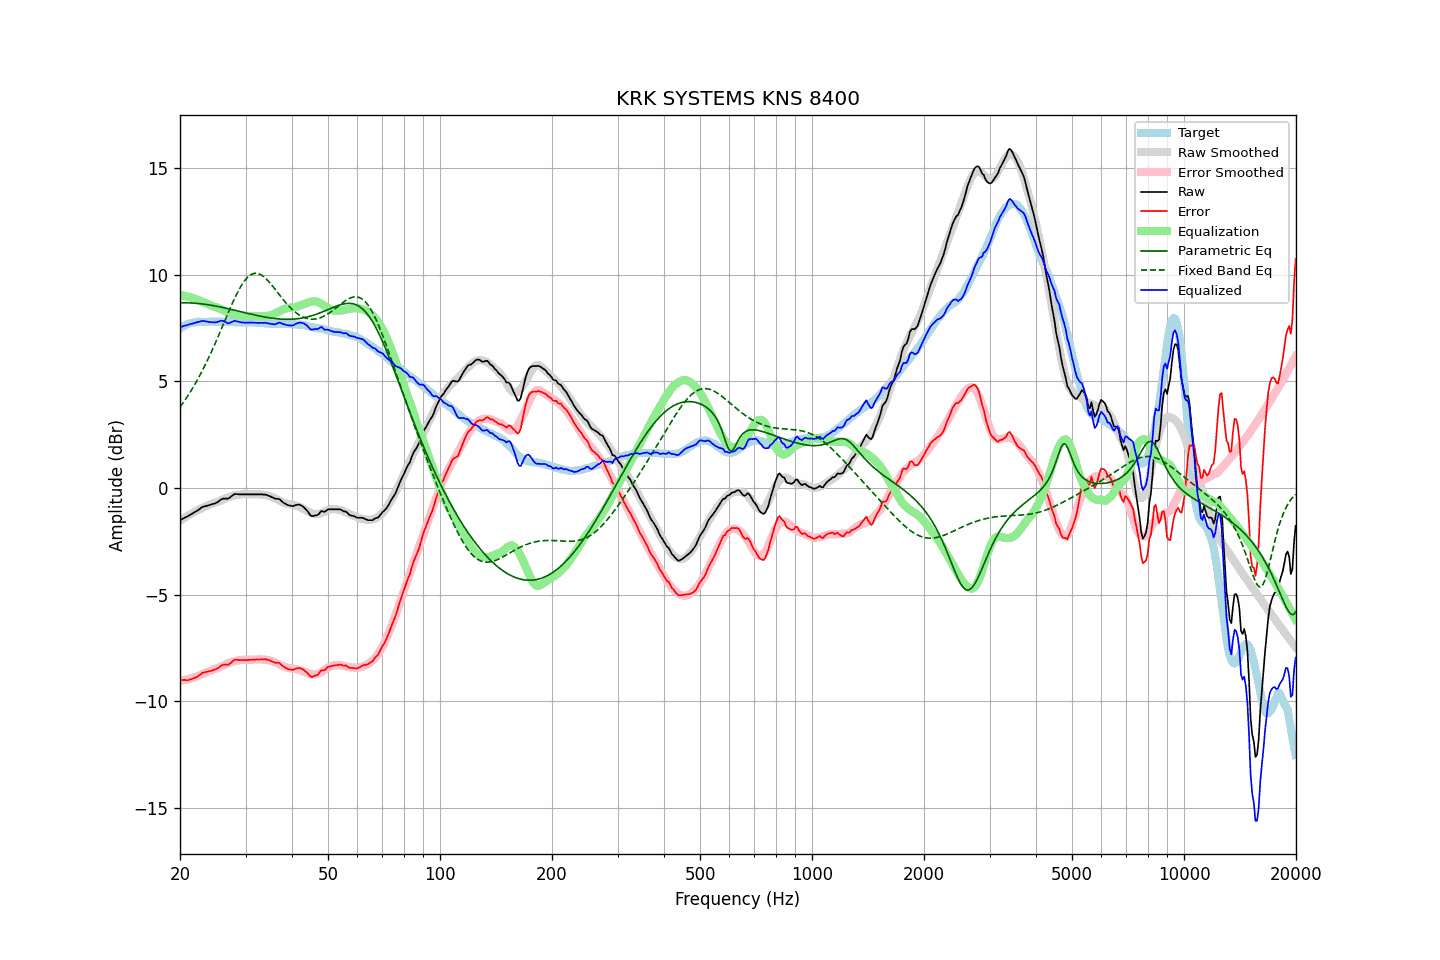 KRK SYSTEMS KNS 8400
Target
Raw Smoothed
Error Smoothed
Raw
Error
Equalization
Parametric Eq
Fixed Band Eq
Equalized
Amplitude (dBr)
15
10
5
0
−5
−10
−15
20 50 100 200 500 1000 2000 5000 10000 20000
Frequency (Hz)